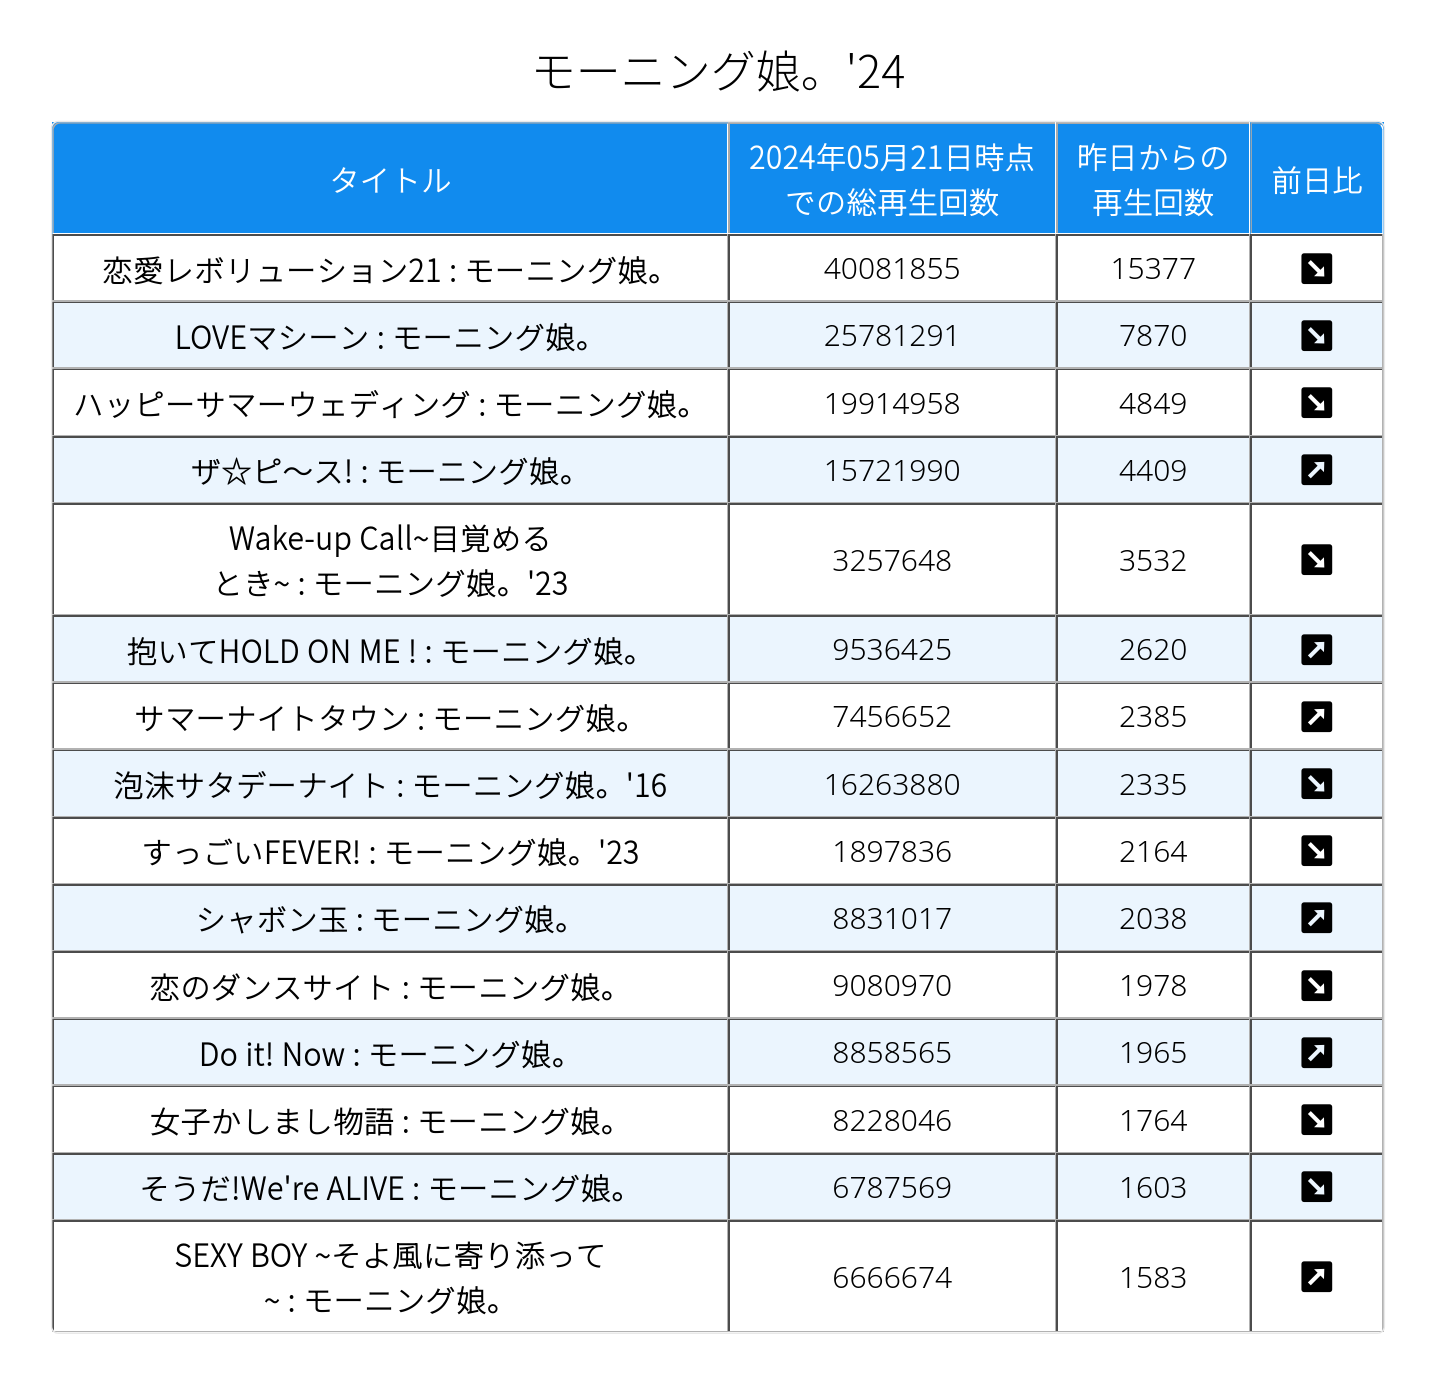 モーニング娘。'24
タイトル
2024年05月21日時点
での総再生回数
昨日からの
再生回数
前日比
恋愛レボリューション21 : モーニング娘。 40081855 15377
LOVEマシーン : モーニング娘。 25781291 7870
ハッピーサマーウェディング : モーニング娘。 19914958 4849
ザ☆ピ〜ス! : モーニング娘。 15721990 4409
Wake-up Call~目覚める
とき~ : モーニング娘。'23 3257648 3532
抱いてHOLD ON ME ! : モーニング娘。 9536425 2620
サマーナイトタウン : モーニング娘。 7456652 2385
泡沫サタデーナイト : モーニング娘。'16 16263880 2335
すっごいFEVER! : モーニング娘。'23 1897836 2164
シャボン玉 : モーニング娘。 8831017 2038
恋のダンスサイト : モーニング娘。 9080970 1978
Do it! Now : モーニング娘。 8858565 1965
女子かしまし物語 : モーニング娘。 8228046 1764
そうだ!We're ALIVE : モーニング娘。 6787569 1603
SEXY BOY ~そよ風に寄り添って
~ : モーニング娘。 6666674 1583